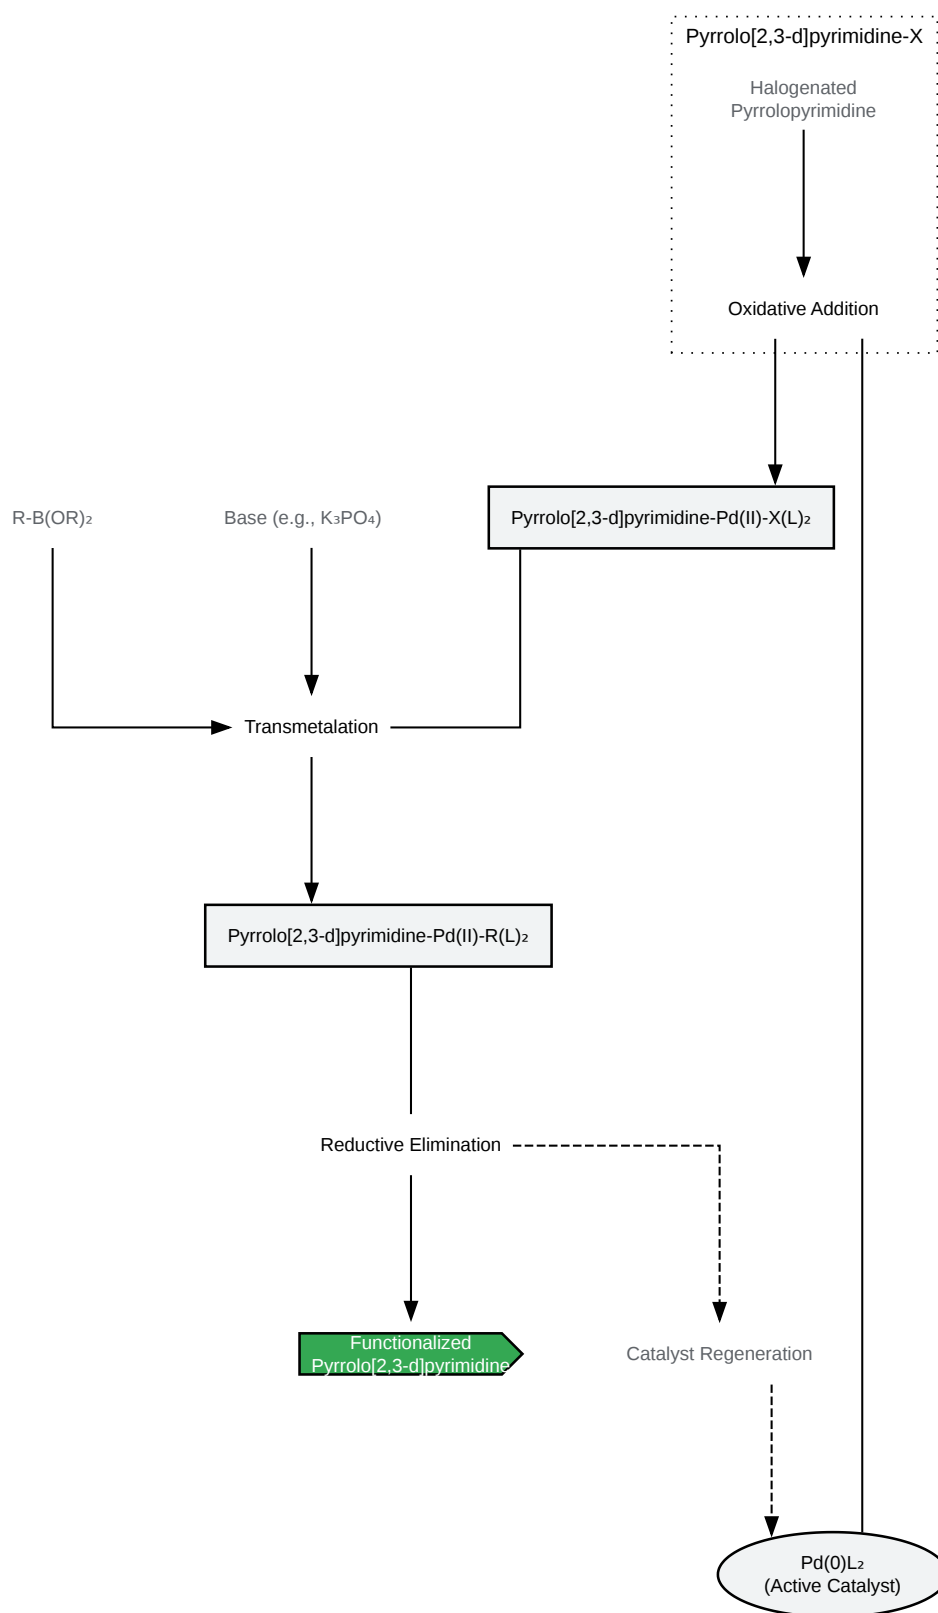 Pyrrolo[2,3-d]pyrimidine-X
Halogenated
Pyrrolopyrimidine
Oxidative Addition
R-B(OR)₂
Base (e.g., K₃PO₄)
Pyrrolo[2,3-d]pyrimidine-Pd(II)-X(L)₂
Transmetalation
Pyrrolo[2,3-d]pyrimidine-Pd(II)-R(L)₂
Reductive Elimination
Functionalized
Pyrrolo[2,3-d]pyrimidine
Catalyst Regeneration
Pd(0)L₂
(Active Catalyst)